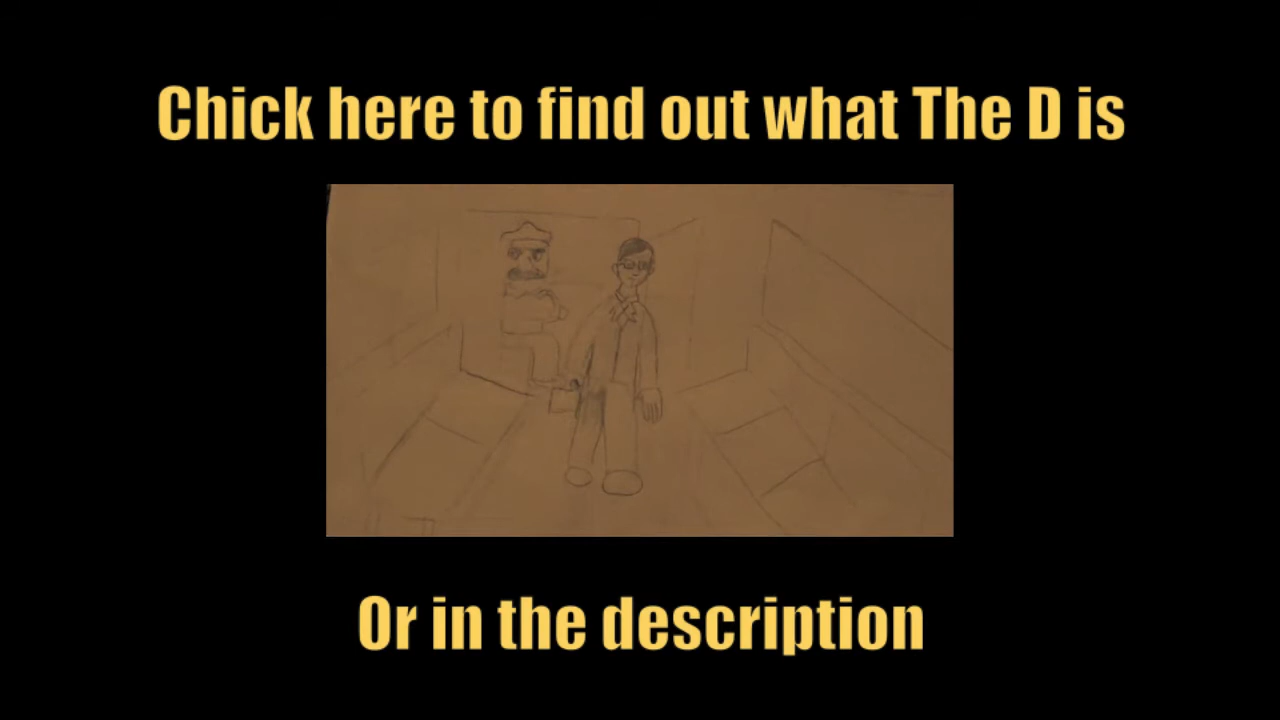 Chick here to find out what The D is
Or in the description